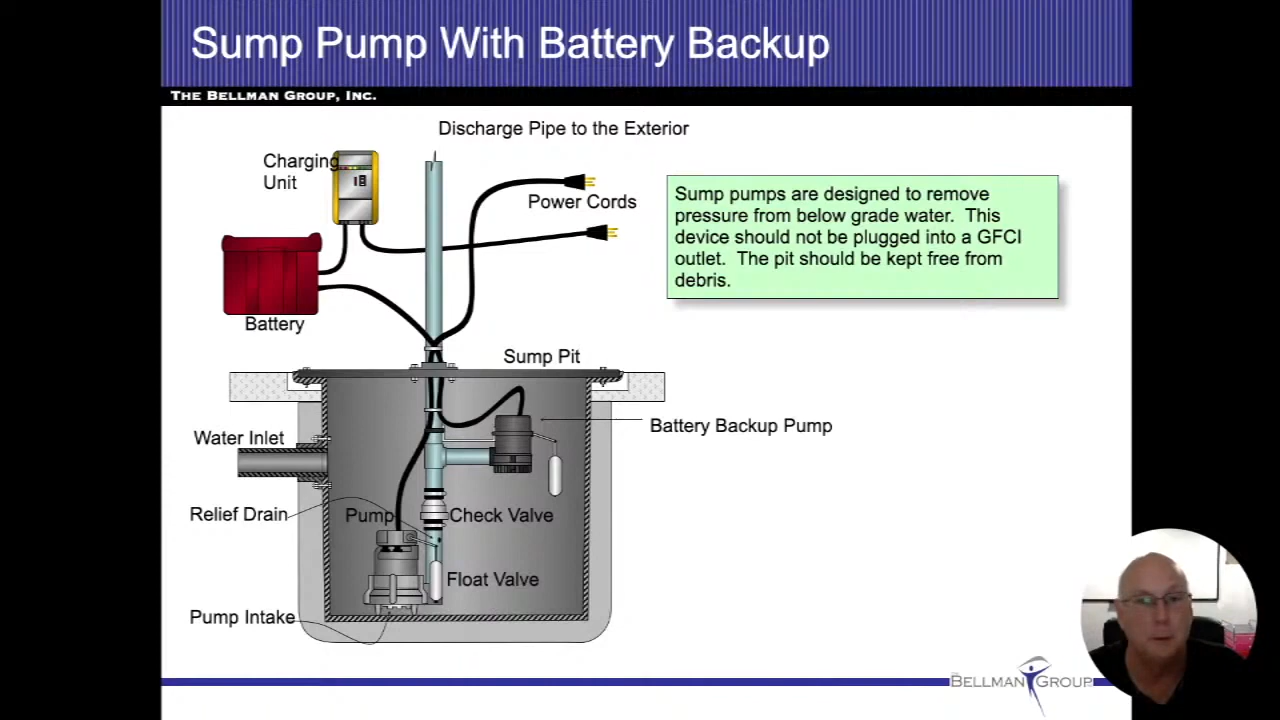 Sump Pump With Battery Backup
THE BELLMAN GROUP, INC.
Discharge Pipe to the Exterior
Charging
Unit
18
Power Cords
Sump pumps are designed to remove
pressure from below grade water. This
device should not be plugged into a GFCI
outlet. The pit should be kept free from
debris.
Battery
Sump Pit
Battery Backup Pump
Water Inlet
Relief Drain
Pump
Check Valve
Float Valve
Pump Intake
BELLMAN GROUP